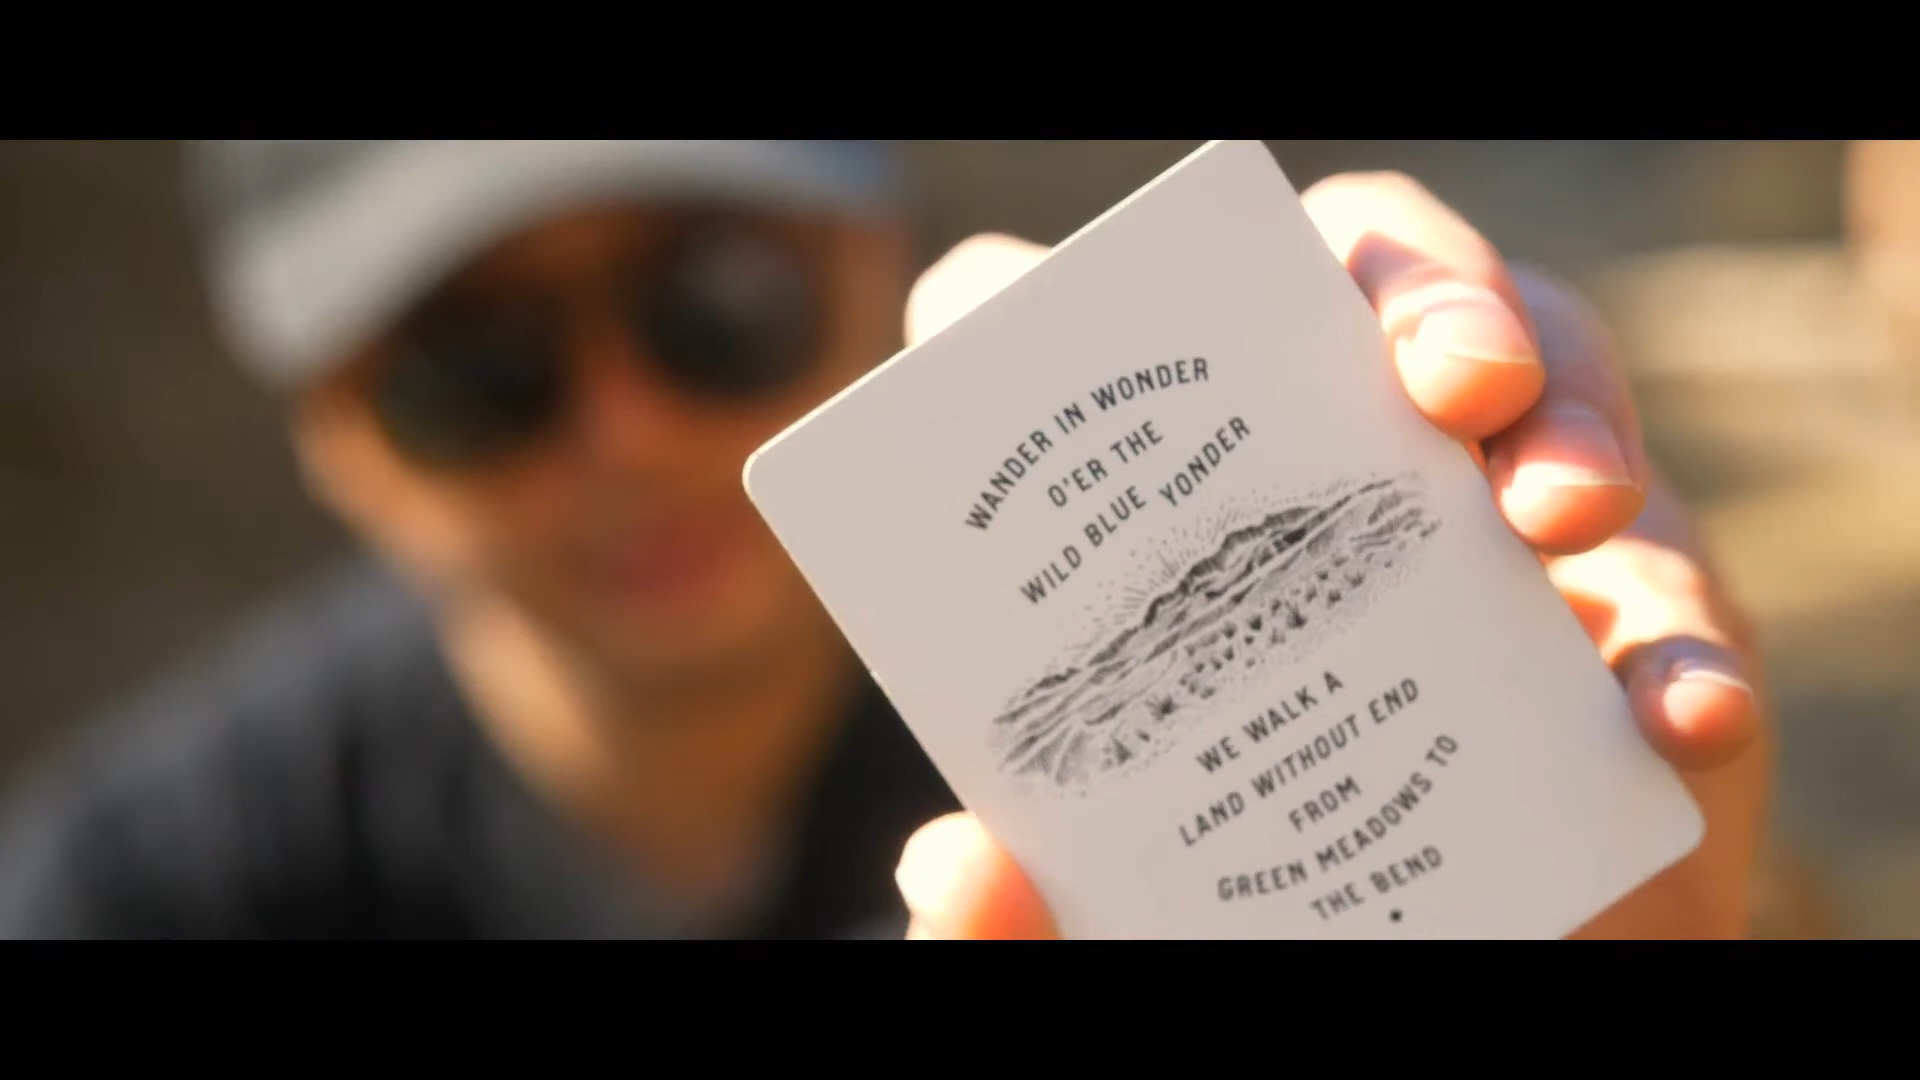 WANDER IN WONDER
O'ER THE
WILD BLUE YONDER
WE WALK A
LAND WITHOUT END
FROM
GREEN MEADOWS TO
THE BEND